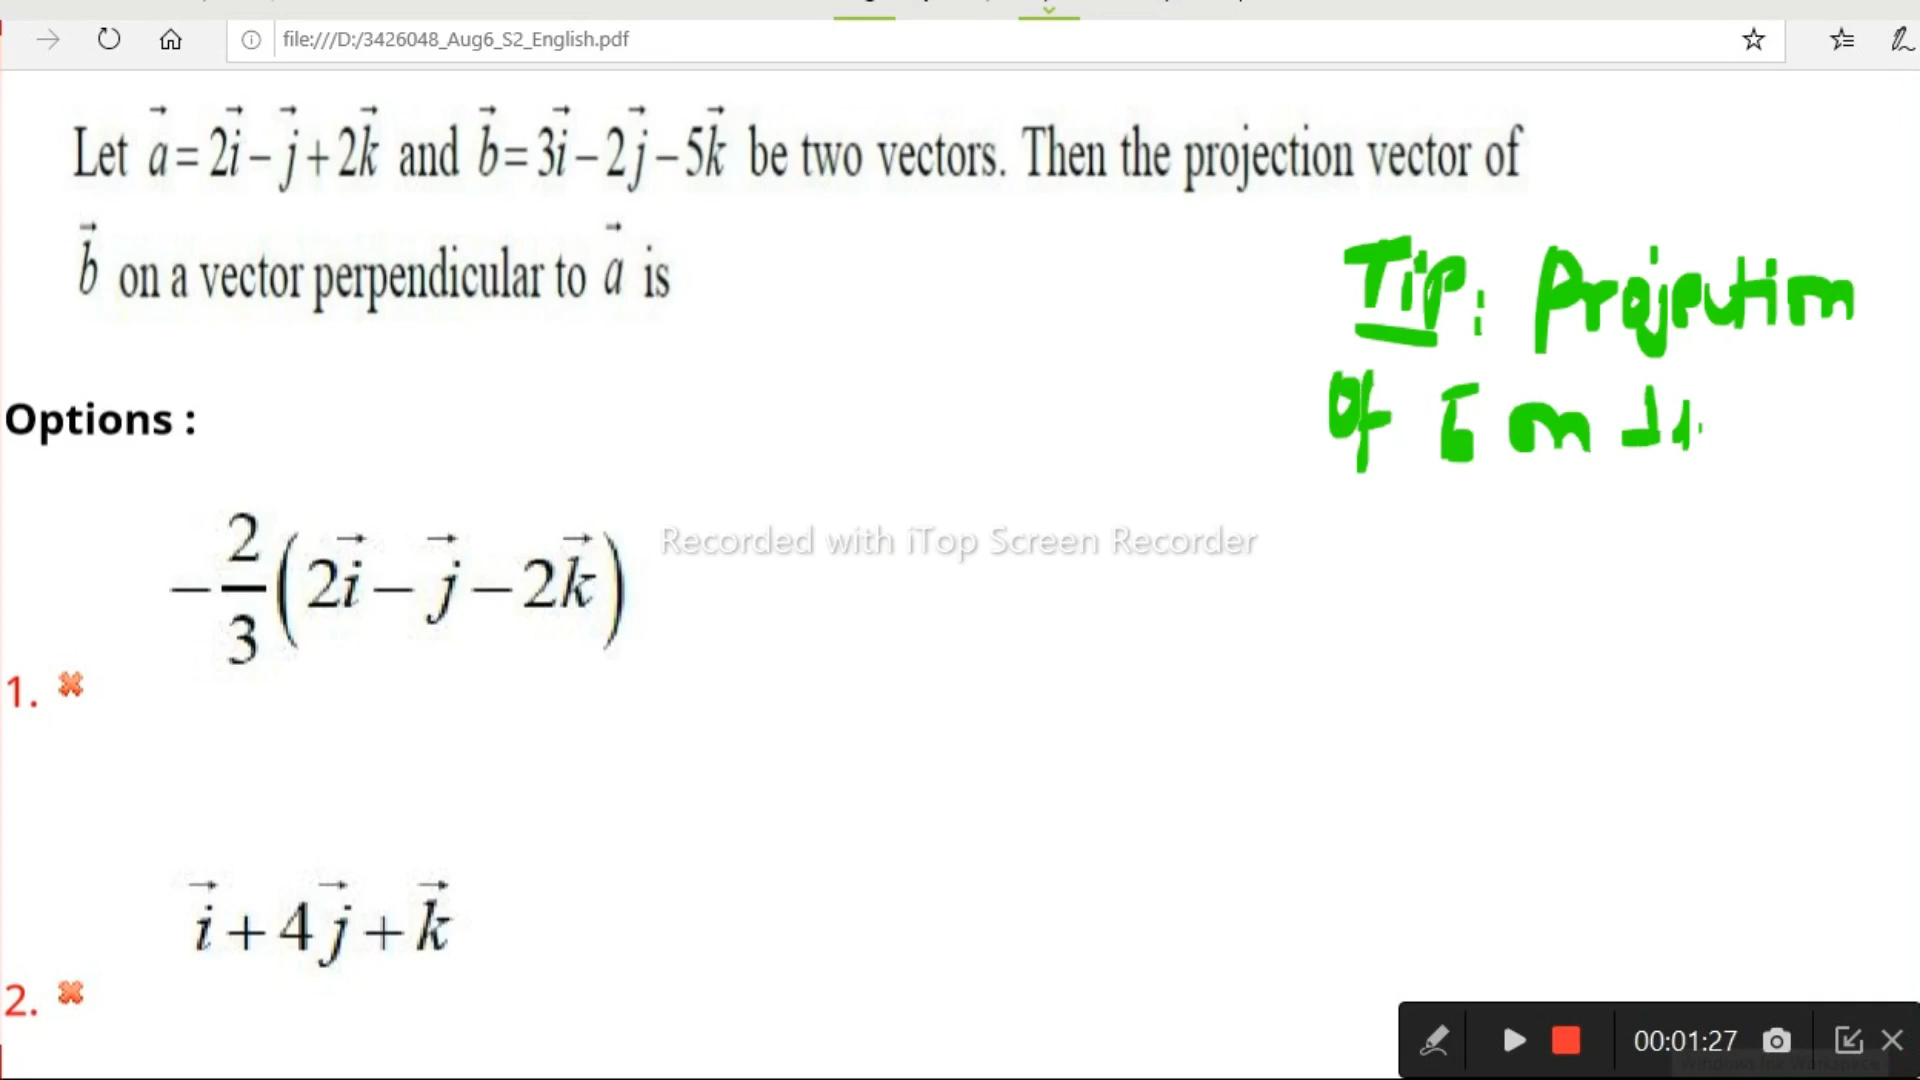 file:///D:/3426048_Aug6_S2_English.pdf
Let a⃗ = 2i⃗ − j⃗ + 2k⃗ and b⃗ = 3i⃗ − 2j⃗ − 5k⃗ be two vectors. Then the projection vector of
b⃗ on a vector perpendicular to a⃗ is
Tip: Projection
Of b̅ on
Options :
−2/3(2i⃗ − j⃗ − 2k⃗)
Recorded with iTop Screen Recorder
1.
i⃗ + 4j⃗ + k⃗
2.
00:01:27